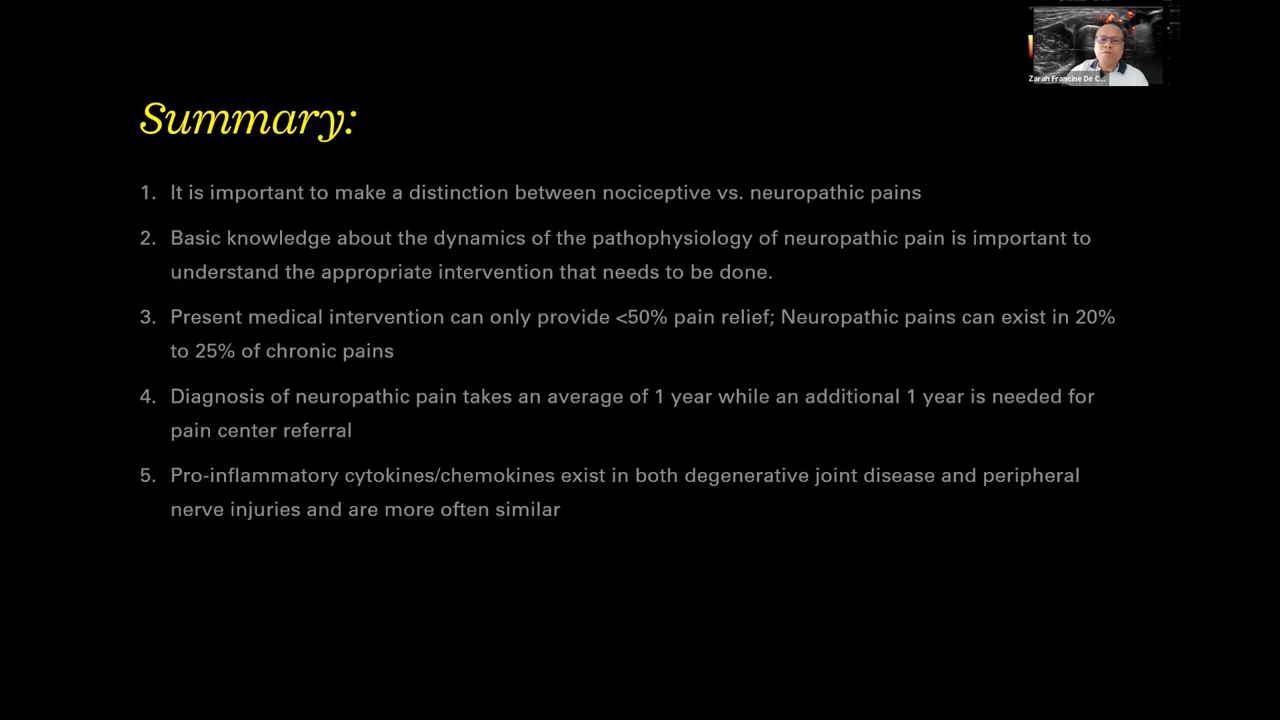 Zarah Francine De C...
Summary:
1. It is important to make a distinction between nociceptive vs. neuropathic pains
2. Basic knowledge about the dynamics of the pathophysiology of neuropathic pain is important to
understand the appropriate intervention that needs to be done.
3. Present medical intervention can only provide <50% pain relief; Neuropathic pains can exist in 20%
to 25% of chronic pains
4. Diagnosis of neuropathic pain takes an average of 1 year while an additional 1 year is needed for
pain center referral
5. Pro-inflammatory cytokines/chemokines exist in both degenerative joint disease and peripheral
nerve injuries and are more often similar